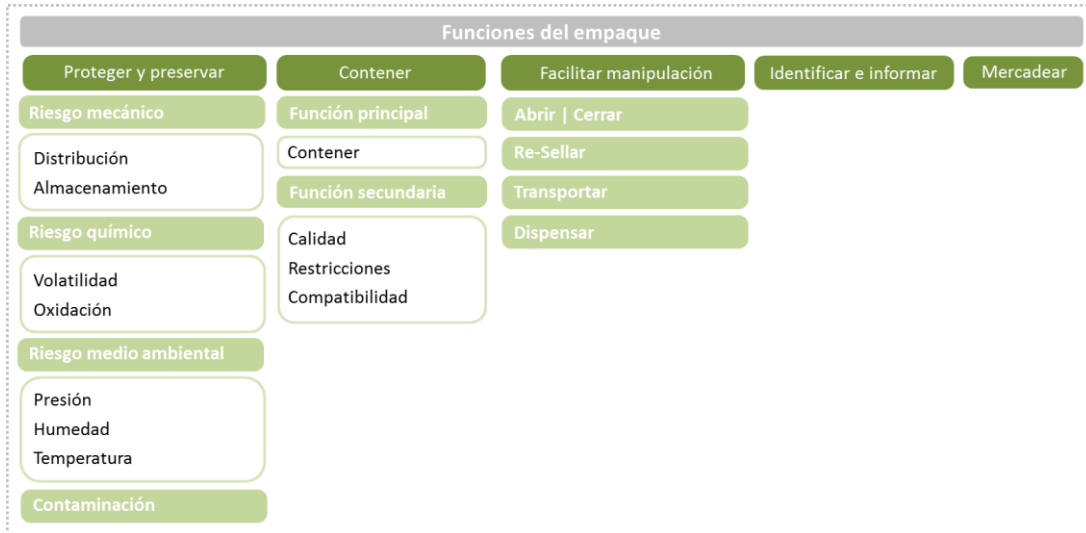 Funciones del empaque
Proteger y preservar
Contener
Facilitar manipulación
Identificar e informar
Mercadear
Riesgo mecánico
Distribución
Almacenamiento
Riesgo químico
Volatilidad
Oxidación
Riesgo medio ambiental
Presión
Humedad
Temperatura
Contaminación
Función principal
Contener
Función secundaria
Calidad
Restricciones
Compatibilidad
Abrir | Cerrar
Re-Sellar
Transportar
Dispensar